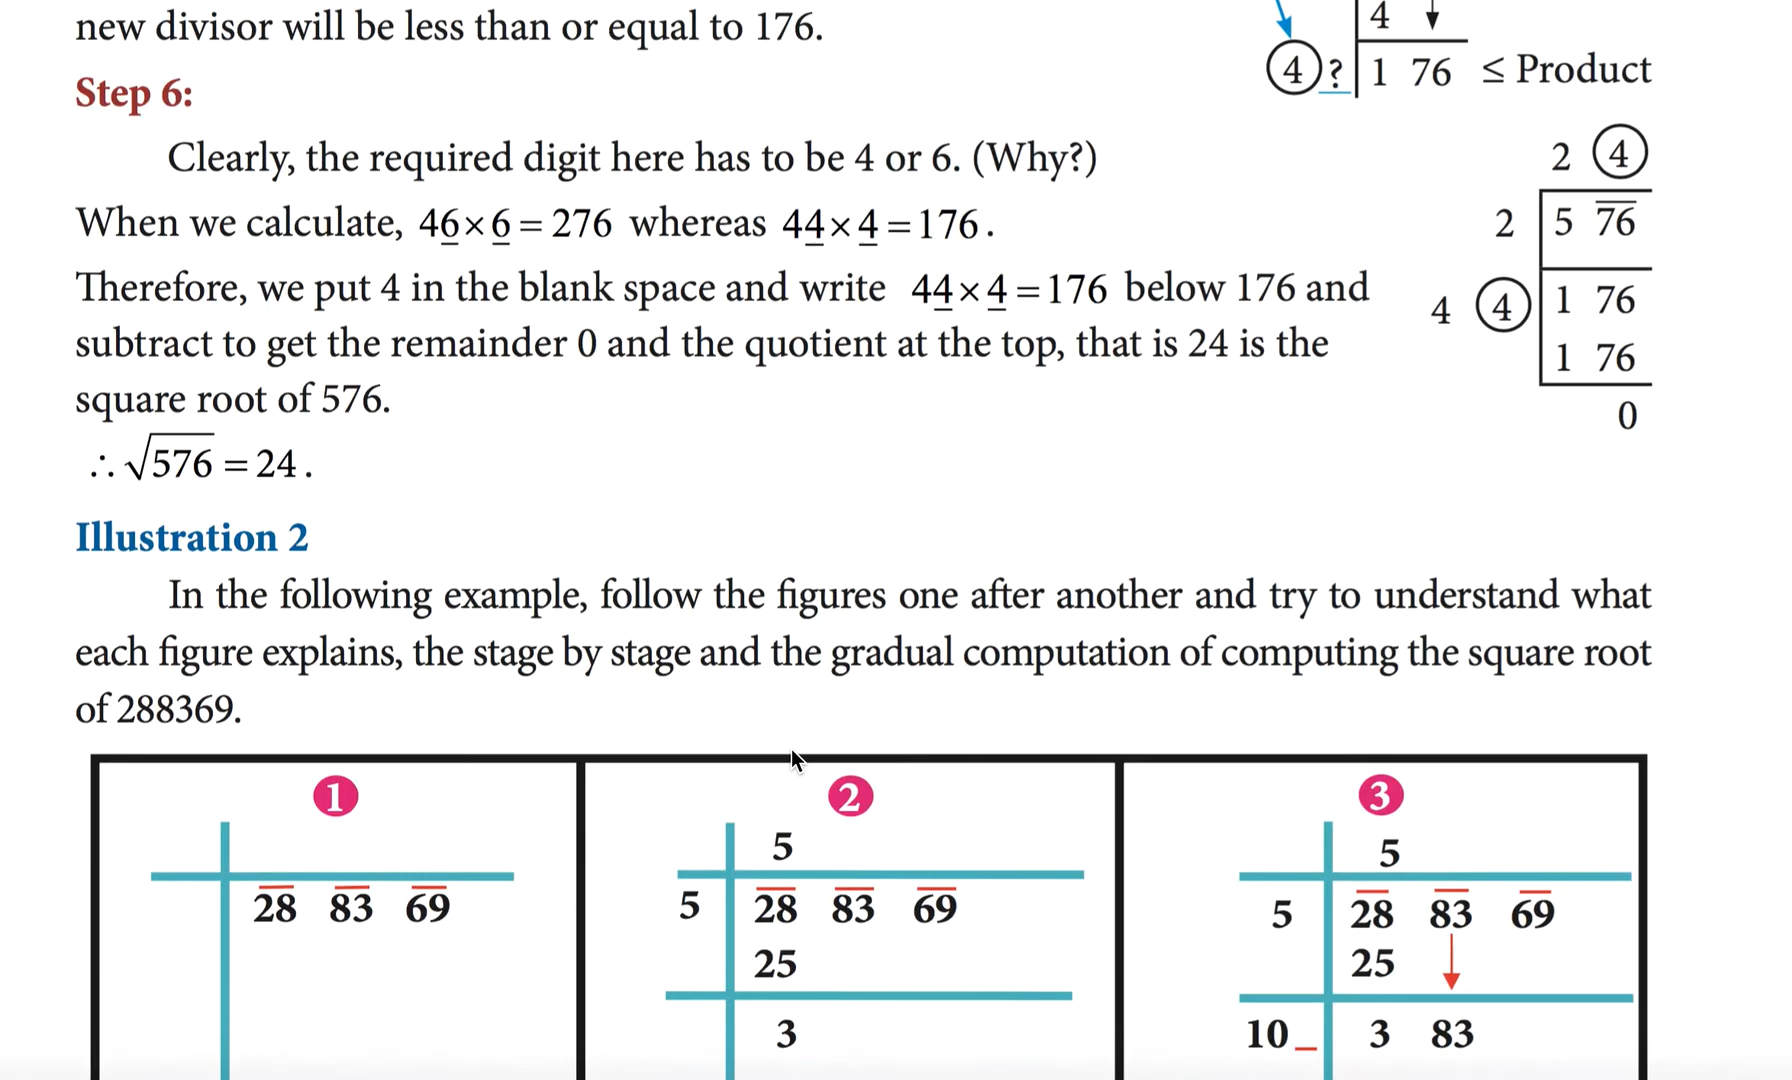 new divisor will be less than or equal to 176.
4
4 ? 1 76 ≤ Product
Step 6:
Clearly, the required digit here has to be 4 or 6. (Why?)
When we calculate, 46×6=276 whereas 44×4=176.
Therefore, we put 4 in the blank space and write 44×4=176 below 176 and
subtract to get the remainder 0 and the quotient at the top, that is 24 is the
square root of 576.
∴ √576 = 24.
2 4
2 5 76
4 4 1 76
1 76
0
Illustration 2
In the following example, follow the figures one after another and try to understand what
each figure explains, the stage by stage and the gradual computation of computing the square root
of 288369.
1
28 83 69
2
5
5 28 83 69
25
3
3
5
5 28 83 69
25
10_ 3 83